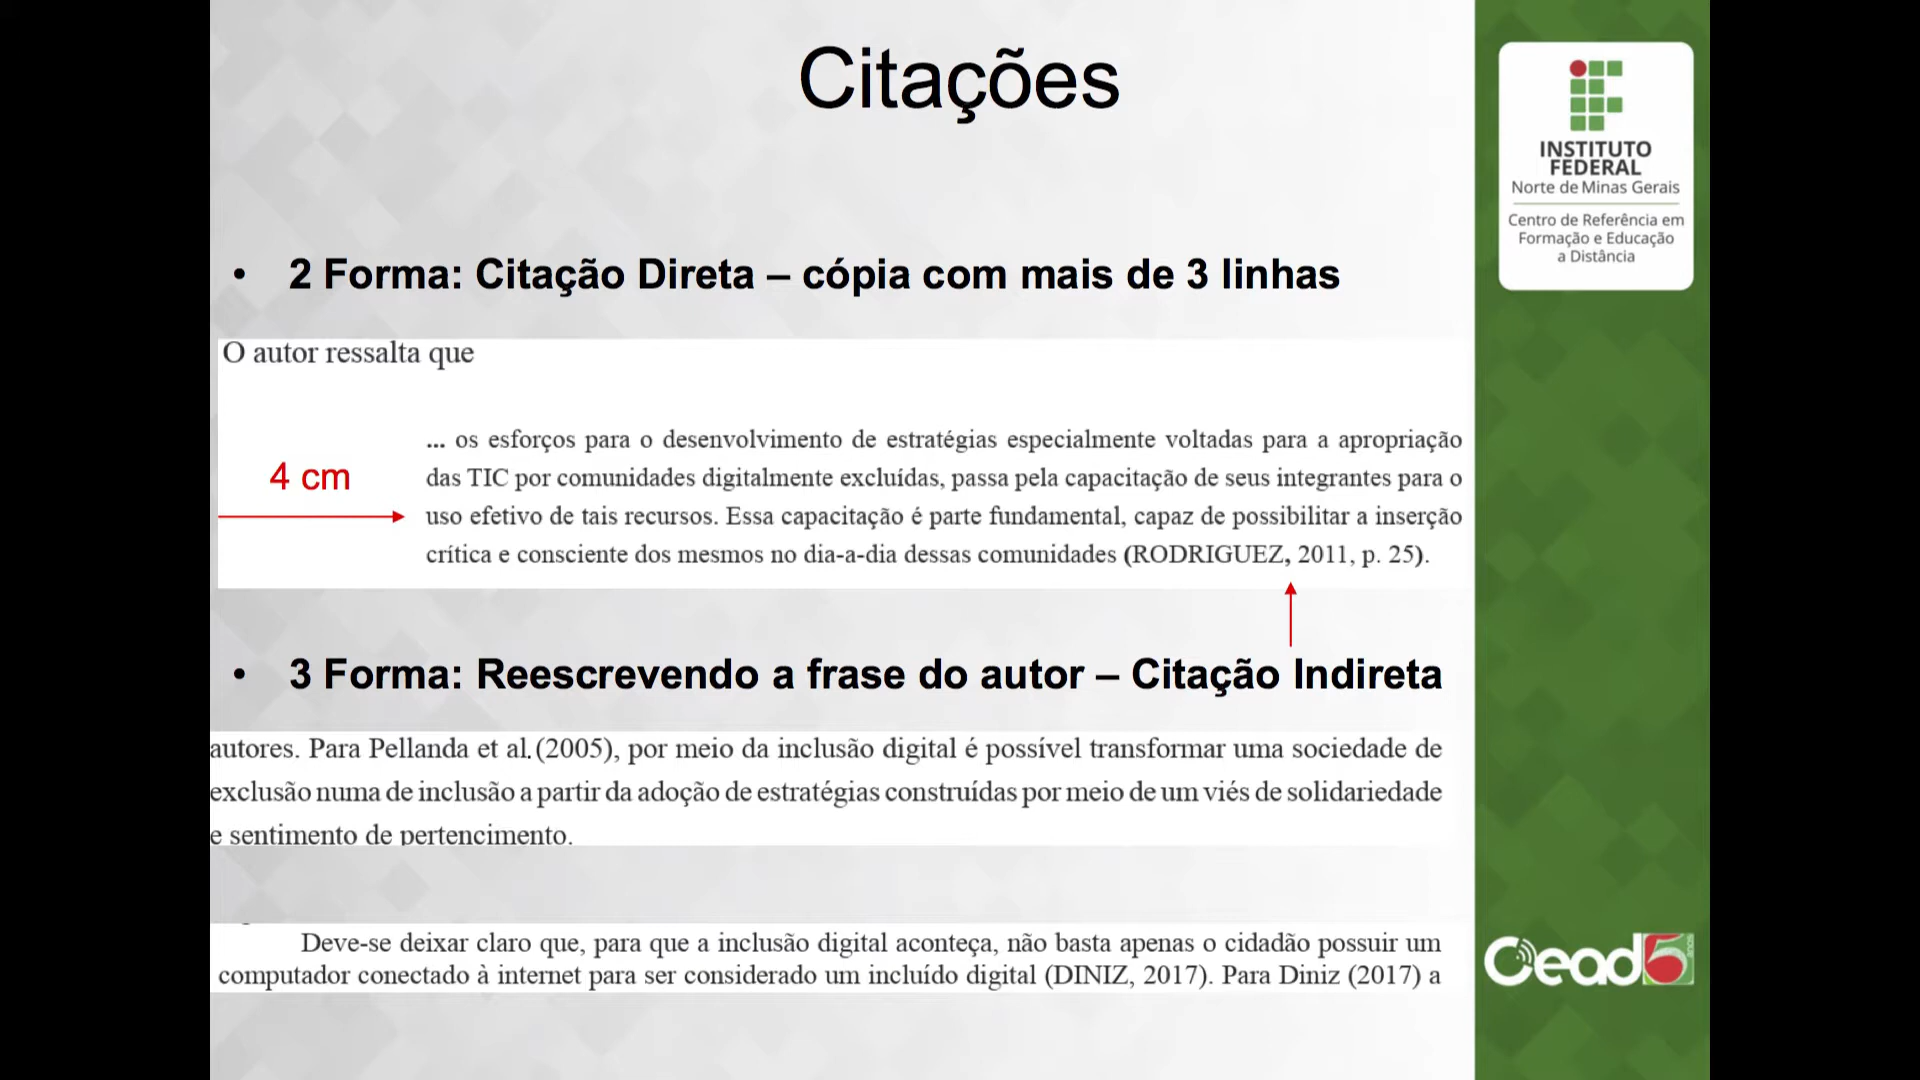 Citações
INSTITUTO
FEDERAL
Norte de Minas Gerais
Centro de Referência em
Formação e Educação
a Distância
• 2 Forma: Citação Direta – cópia com mais de 3 linhas
O autor ressalta que
... os esforços para o desenvolvimento de estratégias especialmente voltadas para a apropriação
das TIC por comunidades digitalmente excluídas, passa pela capacitação de seus integrantes para o
uso efetivo de tais recursos. Essa capacitação é parte fundamental, capaz de possibilitar a inserção
crítica e consciente dos mesmos no dia-a-dia dessas comunidades (RODRIGUEZ, 2011, p. 25).
4 cm
• 3 Forma: Reescrevendo a frase do autor – Citação Indireta
autores. Para Pellanda et al. (2005), por meio da inclusão digital é possível transformar uma sociedade de
exclusão numa de inclusão a partir da adoção de estratégias construídas por meio de um viés de solidariedade
e sentimento de pertencimento.
Deve-se deixar claro que, para que a inclusão digital aconteça, não basta apenas o cidadão possuir um
computador conectado à internet para ser considerado um incluído digital (DINIZ, 2017). Para Diniz (2017) a
Cead 5